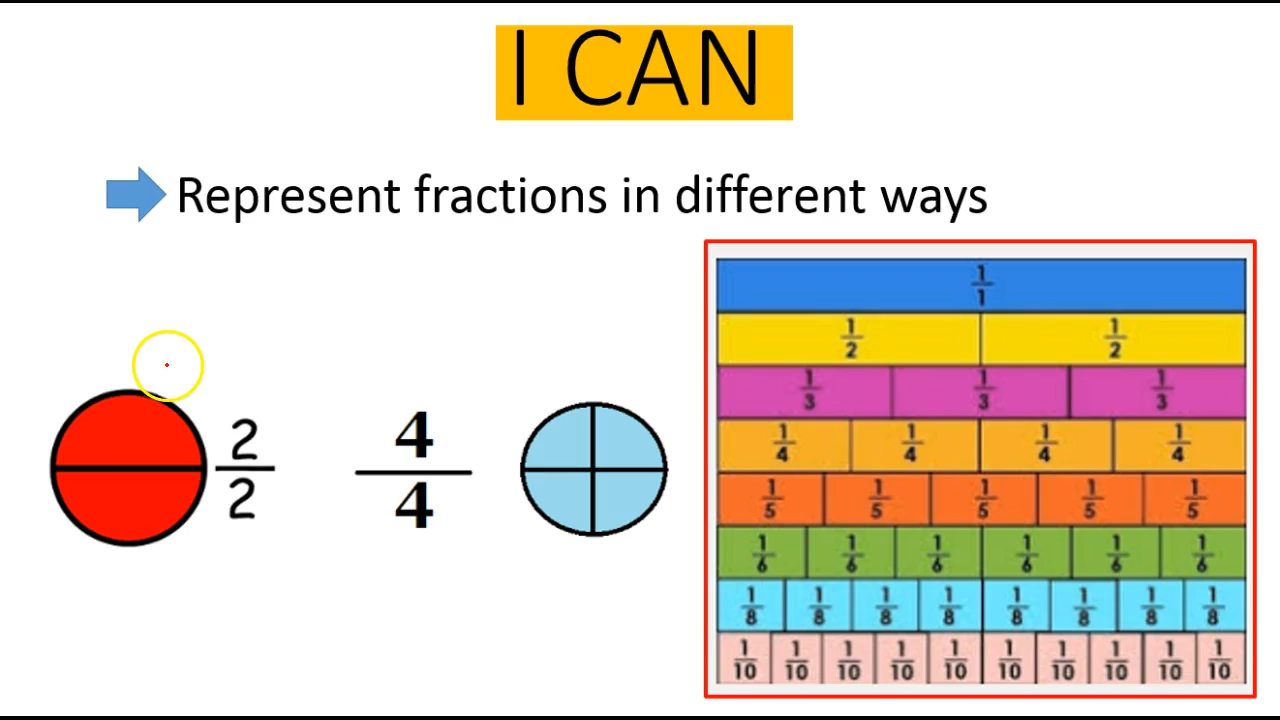 I CAN
Represent fractions in different ways
2/2
4/4
1/1
1/2 1/2
1/3 1/3 1/3
1/4 1/4 1/4 1/4
1/5 1/5 1/5 1/5 1/5
1/6 1/6 1/6 1/6 1/6 1/6
1/8 1/8 1/8 1/8 1/8 1/8 1/8 1/8
1/10 1/10 1/10 1/10 1/10 1/10 1/10 1/10 1/10 1/10